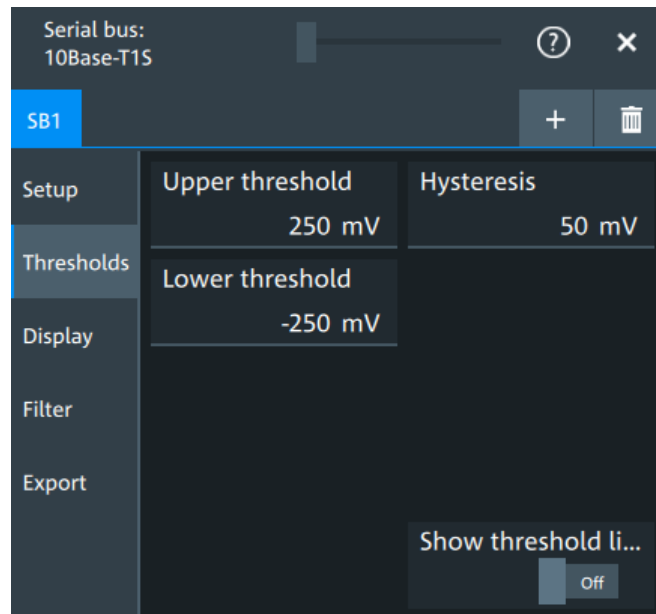 Serial bus:
10Base-T1S
SB1
Setup
Thresholds
Display
Filter
Export
Upper threshold
250 mV
Hysteresis
50 mV
Lower threshold
-250 mV
Show threshold li...
Off